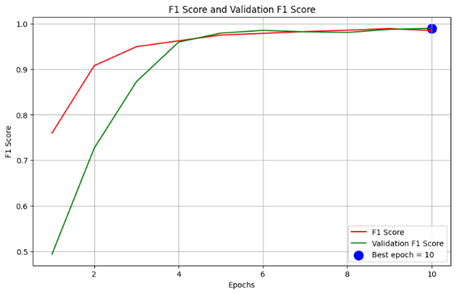 F1 Score and Validation F1 Score
1.0
0.9
0.8
0.7
0.6
0.5
F1 Score
2
4
6
8
10
Epochs
F1 Score
Validation F1 Score
Best epoch = 10